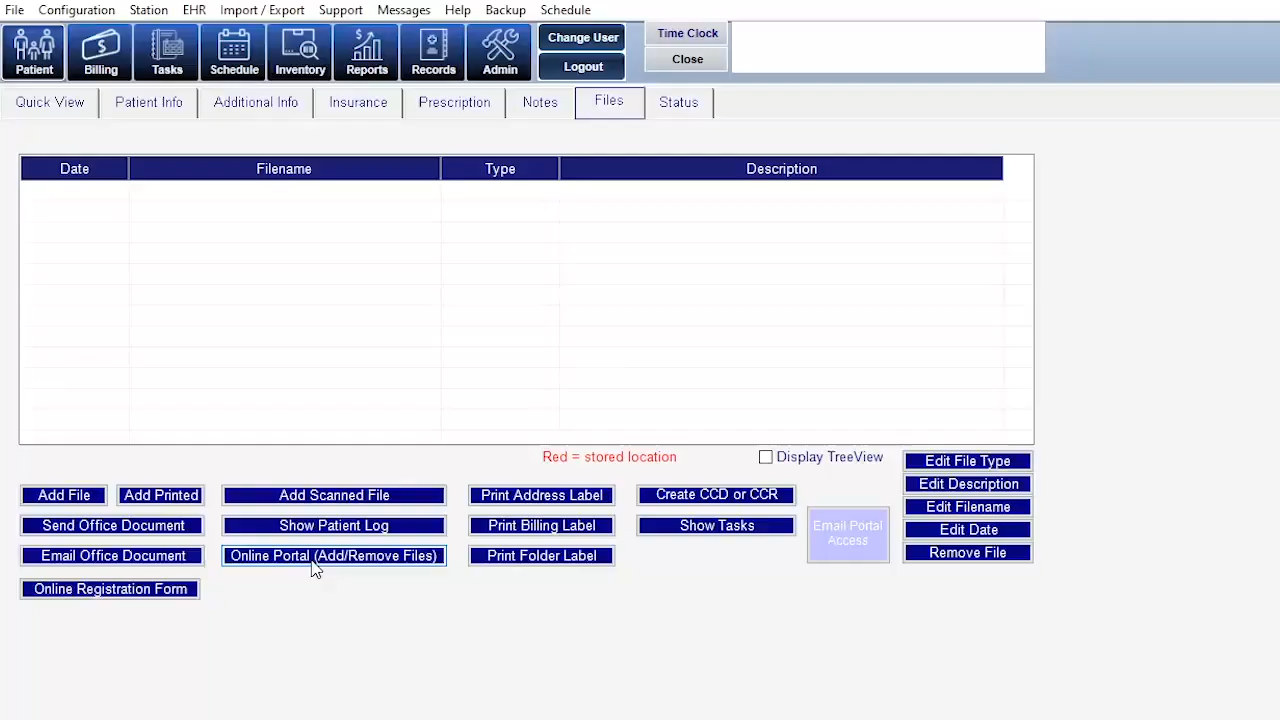 File Configuration Station EHR Import / Export Support Messages Help Backup Schedule
Patient Billing Tasks Schedule Inventory Reports Records Admin
Change User
Logout
Time Clock
Close
Quick View Patient Info Additional Info Insurance Prescription Notes Files Status
Date Filename Type Description
Red = stored location Display TreeView
Add File Add Printed Add Scanned File Print Address Label Create CCD or CCR
Send Office Document Show Patient Log Print Billing Label Show Tasks
Email Office Document Online Portal (Add/Remove Files) Print Folder Label
Online Registration Form
Email Portal
Access
Edit File Type
Edit Description
Edit Filename
Edit Date
Remove File